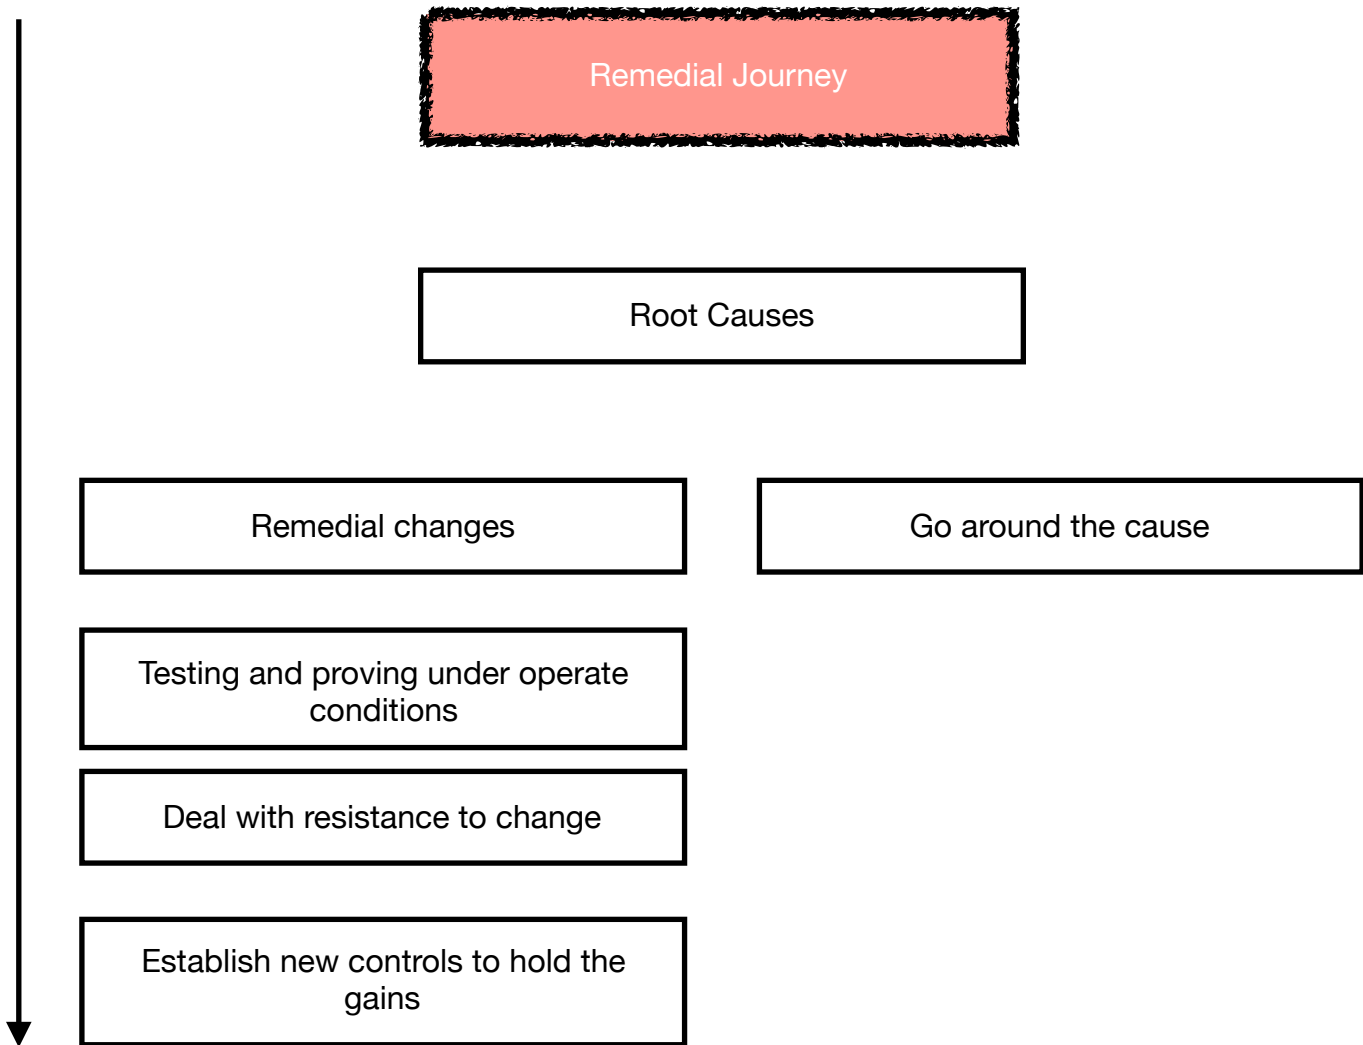 Remedial Journey
Root Causes
Remedial changes
Go around the cause
Testing and proving under operate
conditions
Deal with resistance to change
Establish new controls to hold the
gains